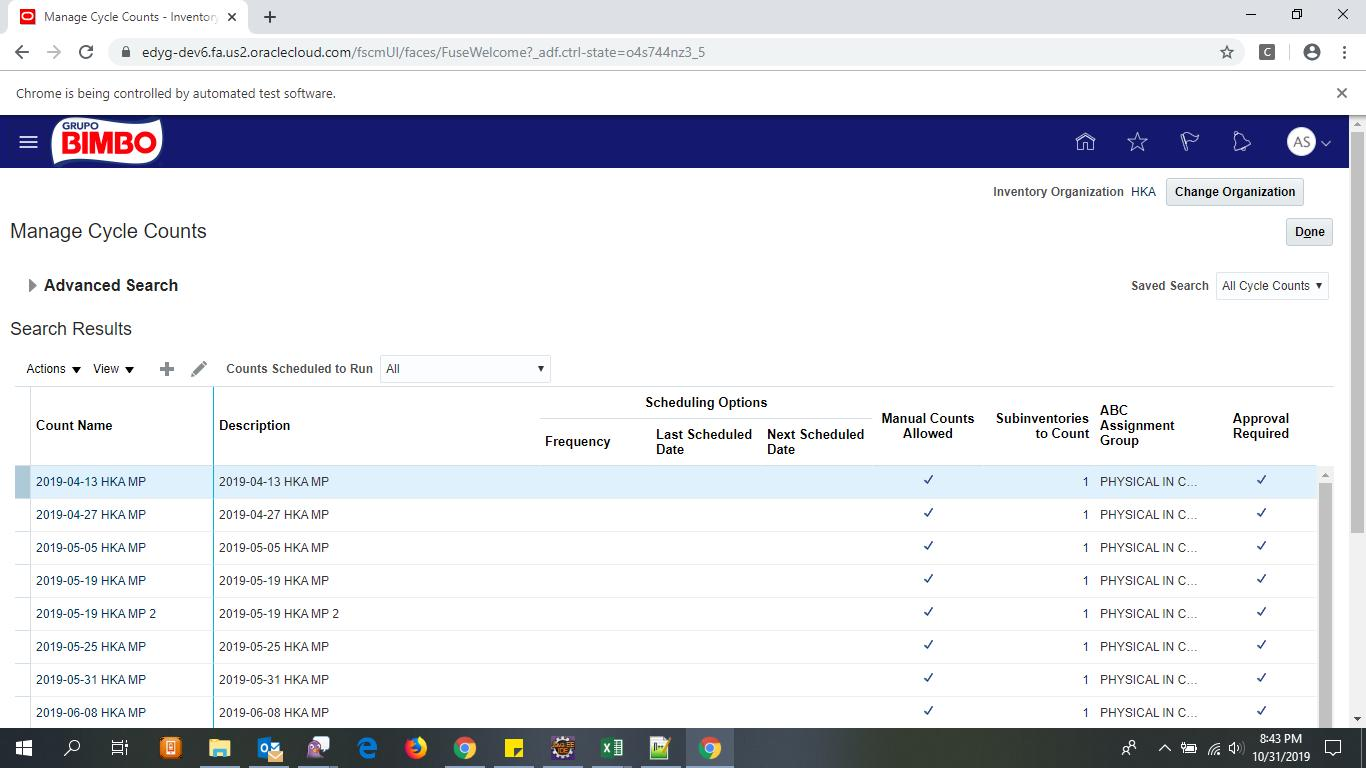 Manage Cycle Counts - Inventory
edyg-dev6.fa.us2.oraclecloud.com/fscmUI/faces/FuseWelcome?_adf.ctrl-state=o4s744nz3_5
C
Chrome is being controlled by automated test software.
GRUPO
BIMBO
AS
Inventory Organization HKA Change Organization
Manage Cycle Counts
Done
Advanced Search
Saved Search All Cycle Counts
Search Results
Actions View Counts Scheduled to Run All
Count Name Description Scheduling Options Frequency Last Scheduled Date Next Scheduled Date Manual Counts Allowed Subinventories to Count ABC Assignment Group Approval Required
2019-04-13 HKA MP 2019-04-13 HKA MP ✓ 1 PHYSICAL IN C... ✓
2019-04-27 HKA MP 2019-04-27 HKA MP ✓ 1 PHYSICAL IN C... ✓
2019-05-05 HKA MP 2019-05-05 HKA MP ✓ 1 PHYSICAL IN C... ✓
2019-05-19 HKA MP 2019-05-19 HKA MP ✓ 1 PHYSICAL IN C... ✓
2019-05-19 HKA MP 2 2019-05-19 HKA MP 2 ✓ 1 PHYSICAL IN C... ✓
2019-05-25 HKA MP 2019-05-25 HKA MP ✓ 1 PHYSICAL IN C... ✓
2019-05-31 HKA MP 2019-05-31 HKA MP ✓ 1 PHYSICAL IN C... ✓
2019-06-08 HKA MP 2019-06-08 HKA MP ✓ 1 PHYSICAL IN C... ✓
8:43 PM
10/31/2019